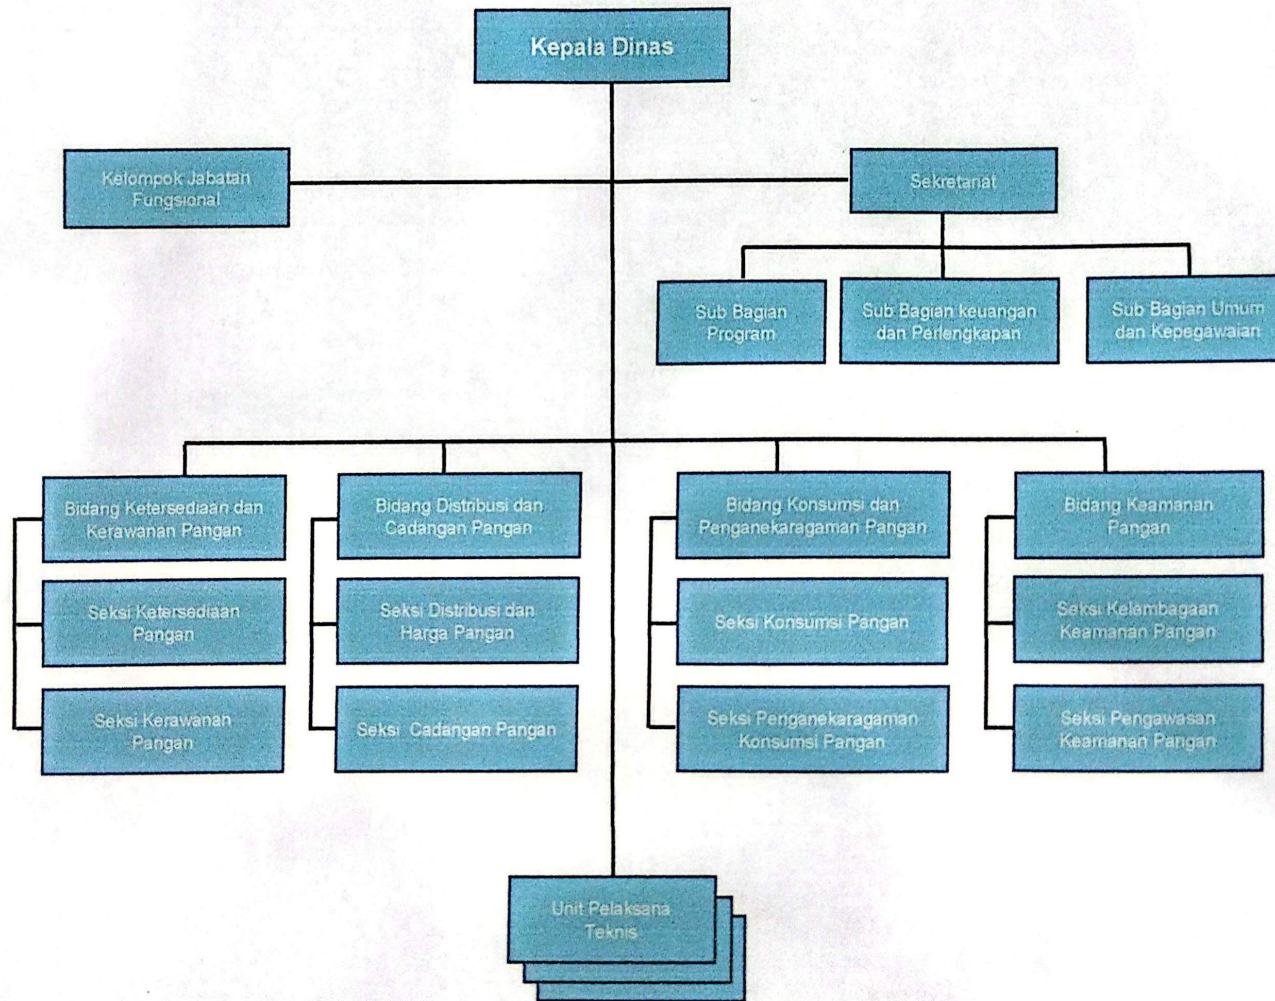 Kepala Dinas
Kelompok Jabatan
Fungsional
Sekretariat
Sub Bagian
Program
Sub Bagian keuangan
dan Perlengkapan
Sub Bagian Umum
dan Kepegawaian
Bidang Ketersediaan dan
Kerawanan Pangan
Bidang Distribusi dan
Cadangan Pangan
Bidang Konsumsi dan
Penganekaragaman Pangan
Bidang Keamanan
Pangan
Seksi Ketersediaan
Pangan
Seksi Distribusi dan
Harga Pangan
Seksi Konsumsi Pangan
Seksi Kelembagaan
Keamanan Pangan
Seksi Kerawanan
Pangan
Seksi Cadangan Pangan
Seksi Penganekaragaman
Konsumsi Pangan
Seksi Pengawasan
Keamanan Pangan
Unit Pelaksana
Teknis